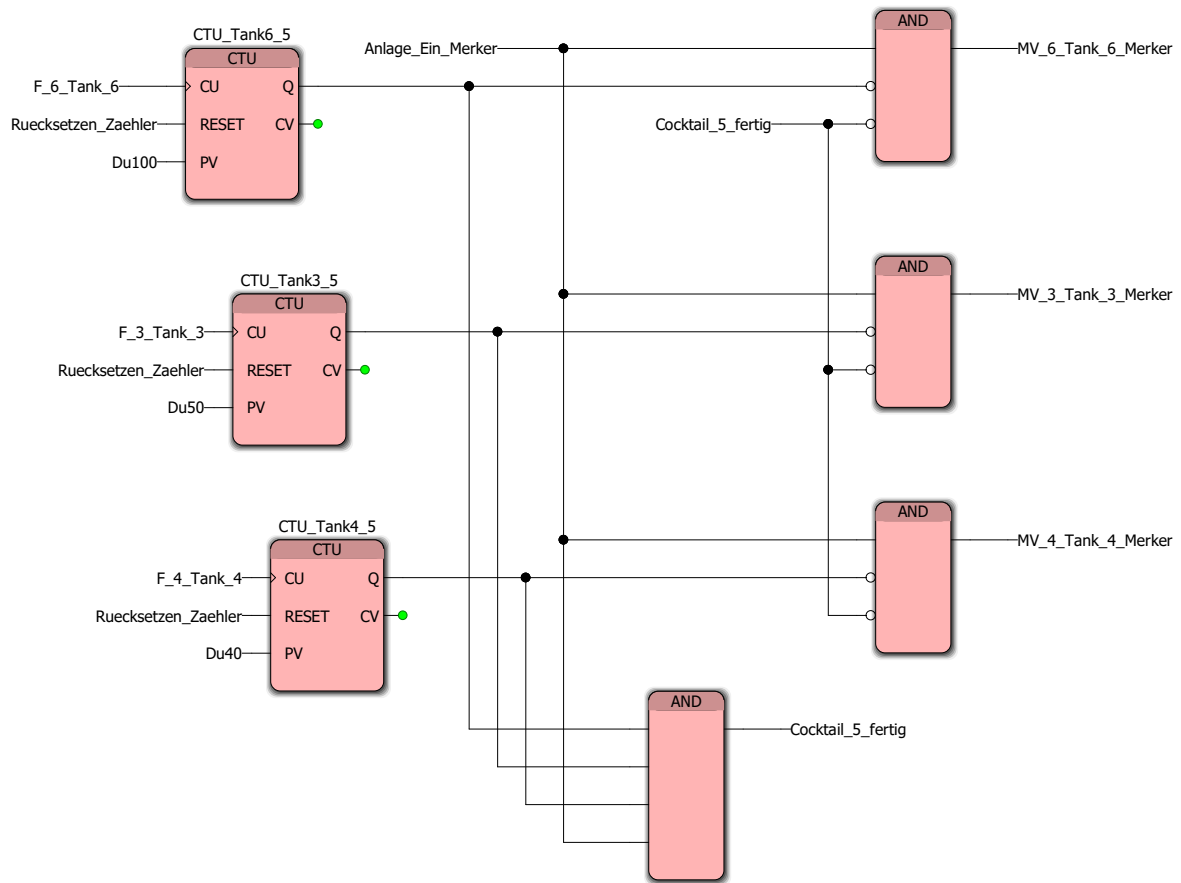 CTU_Tank6_5
CTU
F_6_Tank_6
CU
Q
Ruecksetzen_Zaehler
RESET
CV
Du100
PV
Anlage_Ein_Merker
AND
MV_6_Tank_6_Merker
Cocktail_5_fertig
CTU_Tank3_5
CTU
F_3_Tank_3
CU
Q
Ruecksetzen_Zaehler
RESET
CV
Du50
PV
AND
MV_3_Tank_3_Merker
CTU_Tank4_5
CTU
F_4_Tank_4
CU
Q
Ruecksetzen_Zaehler
RESET
CV
Du40
PV
AND
MV_4_Tank_4_Merker
AND
Cocktail_5_fertig